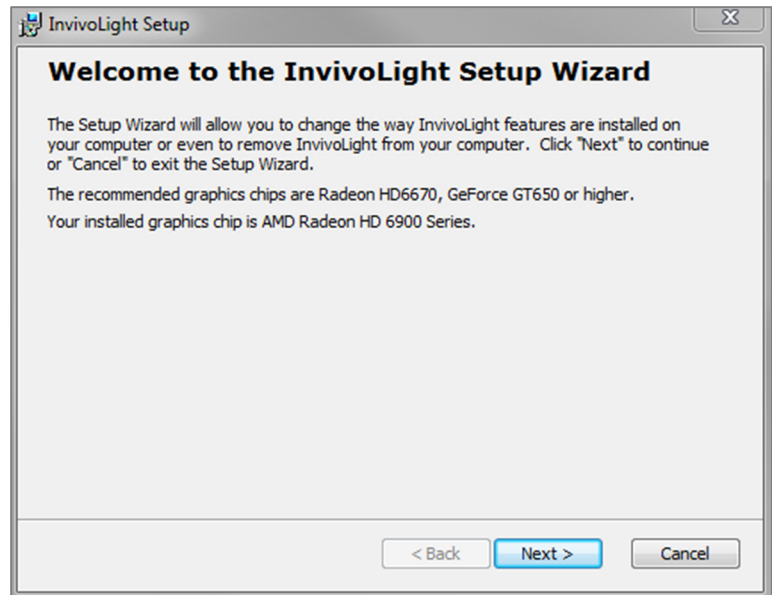 InvivoLight Setup
Welcome to the InvivoLight Setup Wizard
The Setup Wizard will allow you to change the way InvivoLight features are installed on
your computer or even to remove InvivoLight from your computer.  Click "Next" to continue
or "Cancel" to exit the Setup Wizard.
The recommended graphics chips are Radeon HD6670, GeForce GT650 or higher.
Your installed graphics chip is AMD Radeon HD 6900 Series.
< Back Next > Cancel